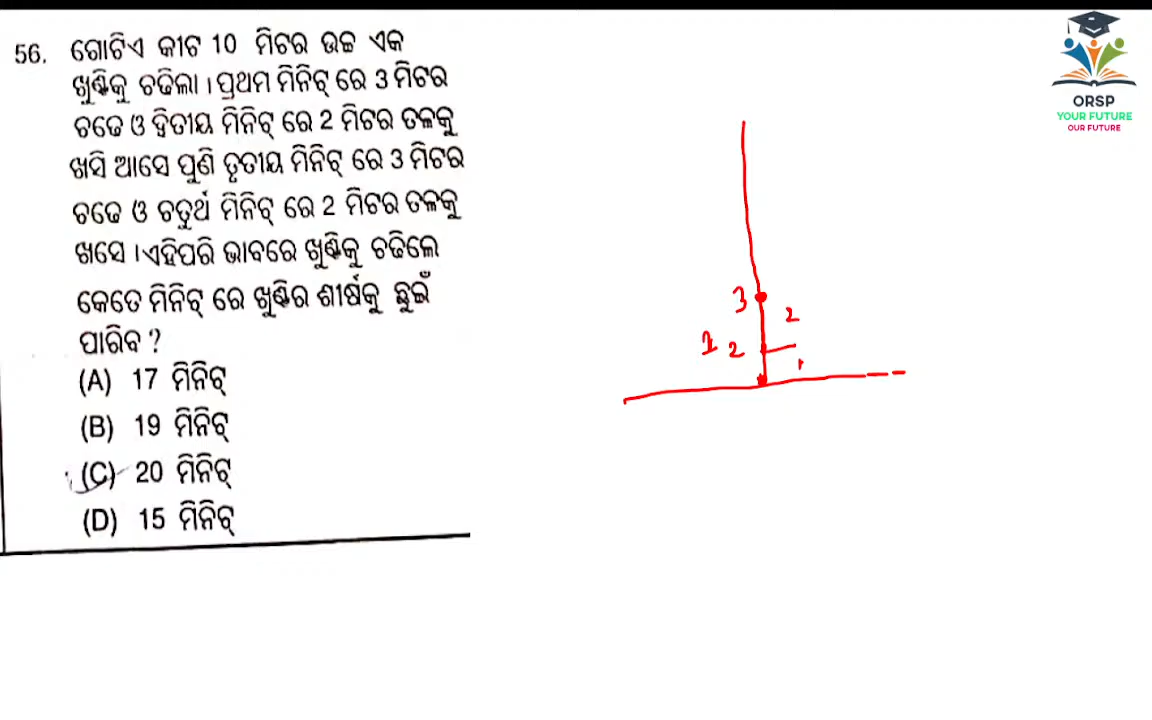 56. ଗୋଟିଏ କୀଟ 10 ମିଟର ଉଚ୍ଚ ଏକ
ଖୁଣ୍ଟିକୁ ଚଢିଲା । ପ୍ରଥମ ମିନିଟ୍ ରେ 3 ମିଟର
ଚଢେ ଓ ଦ୍ଵିତୀୟ ମିନିଟ୍ ରେ 2 ମିଟର ତଳକୁ
ଖସି ଆସେ ପୁଣି ତୃତୀୟ ମିନିଟ୍ ରେ 3 ମିଟର
ଚଢେ ଓ ଚତୁର୍ଥ ମିନିଟ୍ ରେ 2 ମିଟର ତଳକୁ
ଖସେ । ଏହିପରି ଭାବରେ ଖୁଣ୍ଟିକୁ ଚଢିଲେ
କେତେ ମିନିଟ୍ ରେ ଖୁଣ୍ଟିର ଶୀର୍ଷକୁ ଛୁଇଁ
ପାରିବ ?
(A) 17 ମିନିଟ୍
(B) 19 ମିନିଟ୍
(C) 20 ମିନିଟ୍
(D) 15 ମିନିଟ୍
3
2
2
1
ORSP
YOUR FUTURE
OUR FUTURE